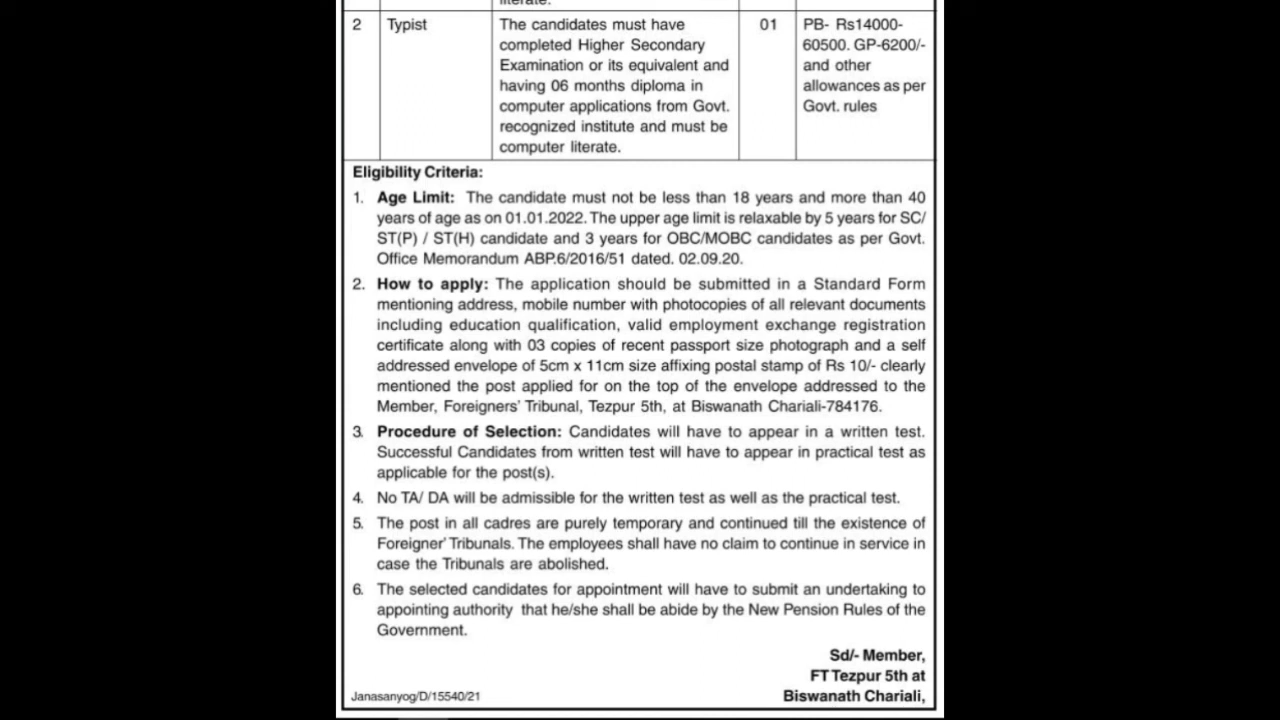 literate.
2 Typist The candidates must have 01 PB- Rs14000-
completed Higher Secondary 60500. GP-6200/-
Examination or its equivalent and and other
having 06 months diploma in allowances as per
computer applications from Govt. Govt. rules
recognized institute and must be
computer literate.
Eligibility Criteria:
1. Age Limit: The candidate must not be less than 18 years and more than 40
years of age as on 01.01.2022. The upper age limit is relaxable by 5 years for SC/
ST(P) / ST(H) candidate and 3 years for OBC/MOBC candidates as per Govt.
Office Memorandum ABP.6/2016/51 dated. 02.09.20.
2. How to apply: The application should be submitted in a Standard Form
mentioning address, mobile number with photocopies of all relevant documents
including education qualification, valid employment exchange registration
certificate along with 03 copies of recent passport size photograph and a self
addressed envelope of 5cm x 11cm size affixing postal stamp of Rs 10/- clearly
mentioned the post applied for on the top of the envelope addressed to the
Member, Foreigners' Tribunal, Tezpur 5th, at Biswanath Chariali-784176.
3. Procedure of Selection: Candidates will have to appear in a written test.
Successful Candidates from written test will have to appear in practical test as
applicable for the post(s).
4. No TA/ DA will be admissible for the written test as well as the practical test.
5. The post in all cadres are purely temporary and continued till the existence of
Foreigner' Tribunals. The employees shall have no claim to continue in service in
case the Tribunals are abolished.
6. The selected candidates for appointment will have to submit an undertaking to
appointing authority that he/she shall be abide by the New Pension Rules of the
Government.
Sd/- Member,
FT Tezpur 5th at
Janasanyog/D/15540/21 Biswanath Chariali,